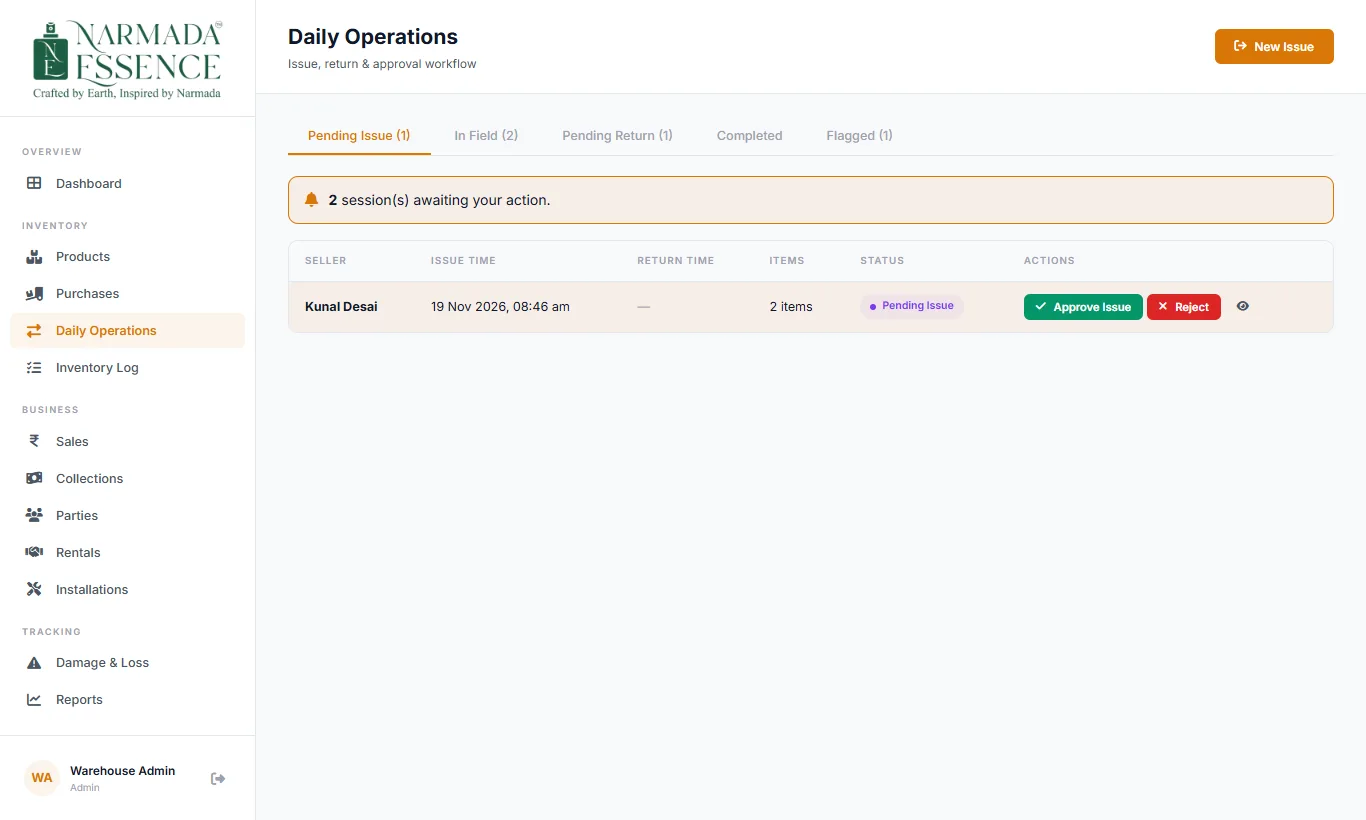 NARMADA
ESSENCE
NE
TM
Crafted by Earth, Inspired by Narmada
OVERVIEW
Dashboard
INVENTORY
Products
Purchases
Daily Operations
Inventory Log
BUSINESS
₹ Sales
Collections
Parties
Rentals
Installations
TRACKING
Damage & Loss
Reports
WA
Warehouse Admin
Admin
Daily Operations
Issue, return & approval workflow
New Issue
Pending Issue (1) In Field (2) Pending Return (1) Completed Flagged (1)
2 session(s) awaiting your action.
SELLER ISSUE TIME RETURN TIME ITEMS STATUS ACTIONS
Kunal Desai 19 Nov 2026, 08:46 am — 2 items Pending Issue Approve Issue Reject